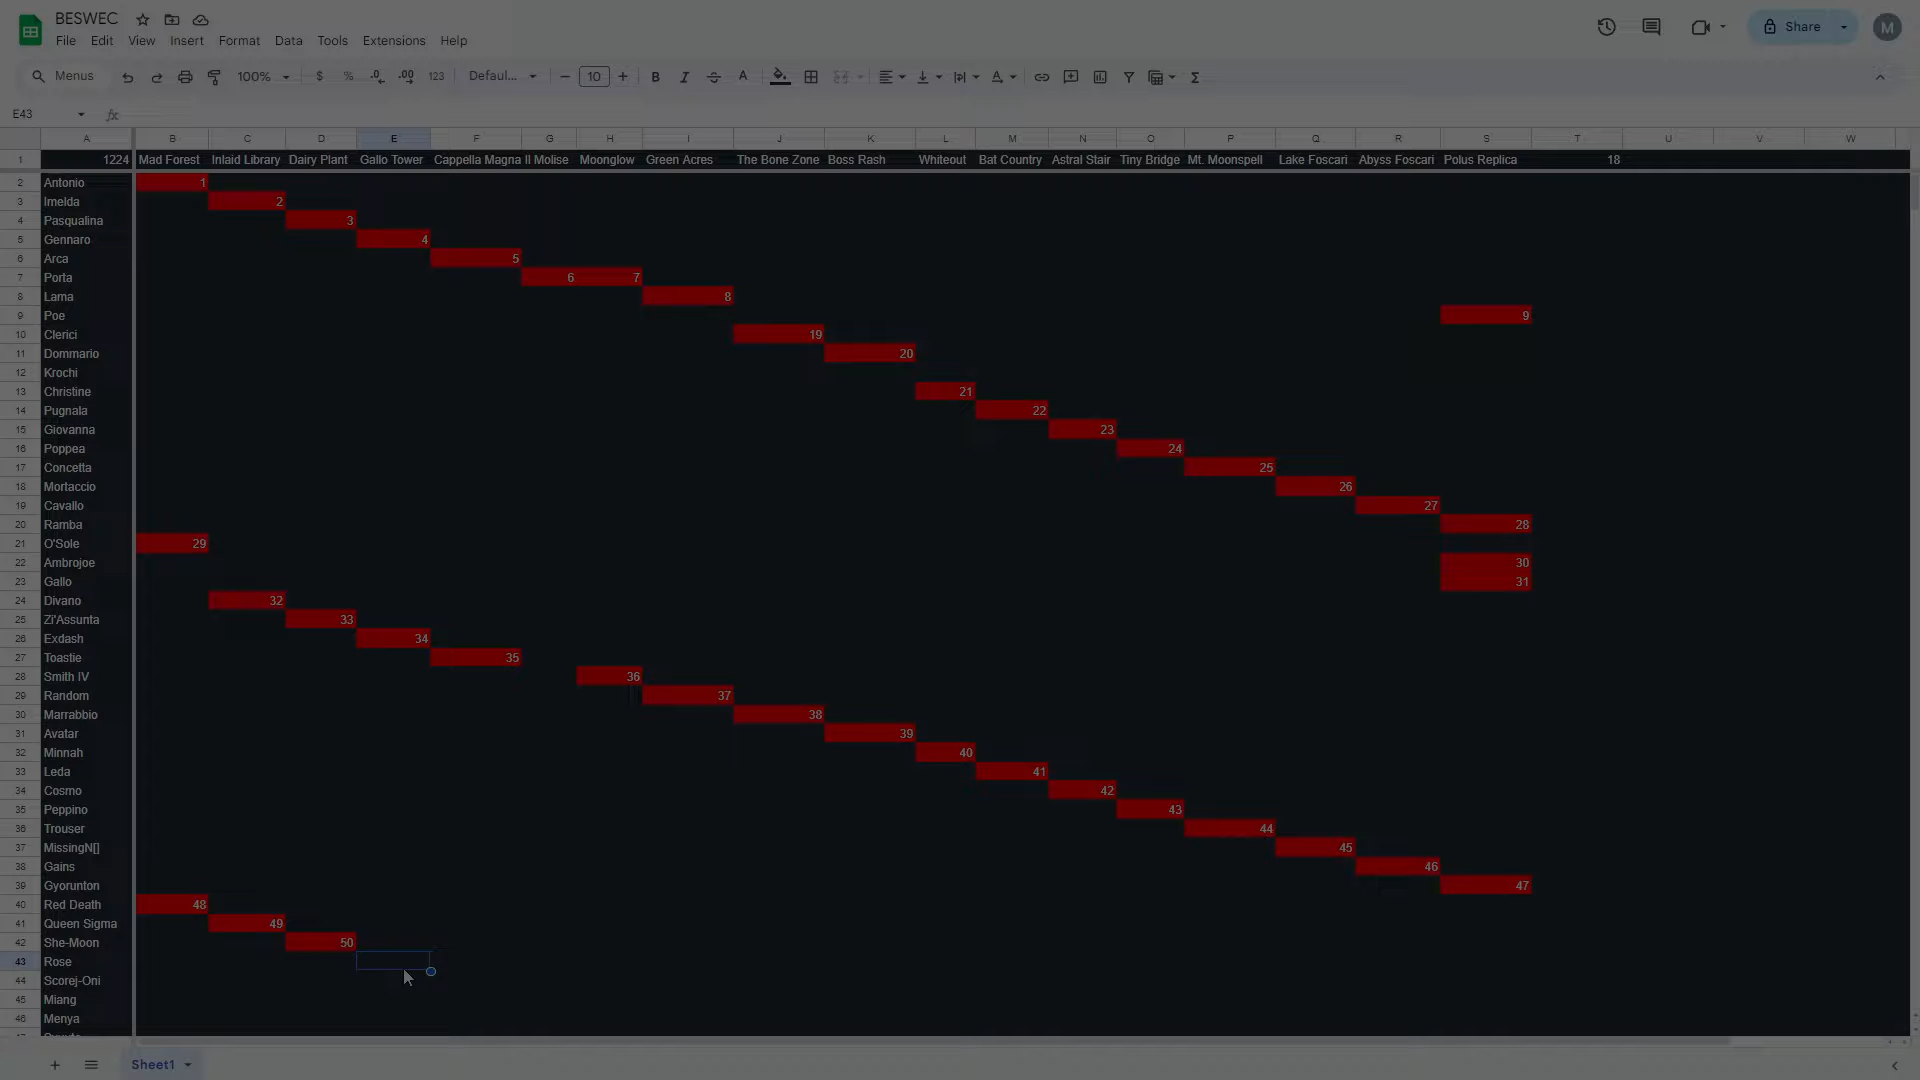 BESWEC
File Edit View Insert Format Data Tools Extensions Help
Share
M
Menus 100% $ % .0 .00 123 Defaul... 10 B I A A Σ
E43 fx
A B C D E F G H I J K L M N O P Q R S T U V W
1 1224 Mad Forest Inlaid Library Dairy Plant Gallo Tower Cappella Magna Il Molise Moonglow Green Acres The Bone Zone Boss Rash Whiteout Bat Country Astral Stair Tiny Bridge Mt. Moonspell Lake Foscari Abyss Foscari Polus Replica 18
2 Antonio 1
3 Imelda 2
4 Pasqualina 3
5 Gennaro 4
6 Arca 5
7 Porta 6 7
8 Lama 8
9 Poe 9
10 Clerici 19
11 Dommario 20
12 Krochi
13 Christine 21
14 Pugnala 22
15 Giovanna 23
16 Poppea 24
17 Concetta 25
18 Mortaccio 26
19 Cavallo 27
20 Ramba 28
21 O'Sole 29
22 Ambrojoe 30
23 Gallo 31
24 Divano 32
25 Zi'Assunta 33
26 Exdash 34
27 Toastie 35
28 Smith IV 36
29 Random 37
30 Marrabbio 38
31 Avatar 39
32 Minnah 40
33 Leda 41
34 Cosmo 42
35 Peppino 43
36 Trouser 44
37 MissingN[] 45
38 Gains 46
39 Gyorunton 47
40 Red Death 48
41 Queen Sigma 49
42 She-Moon 50
43 Rose
44 Scorej-Oni
45 Miang
46 Menya
Sheet1